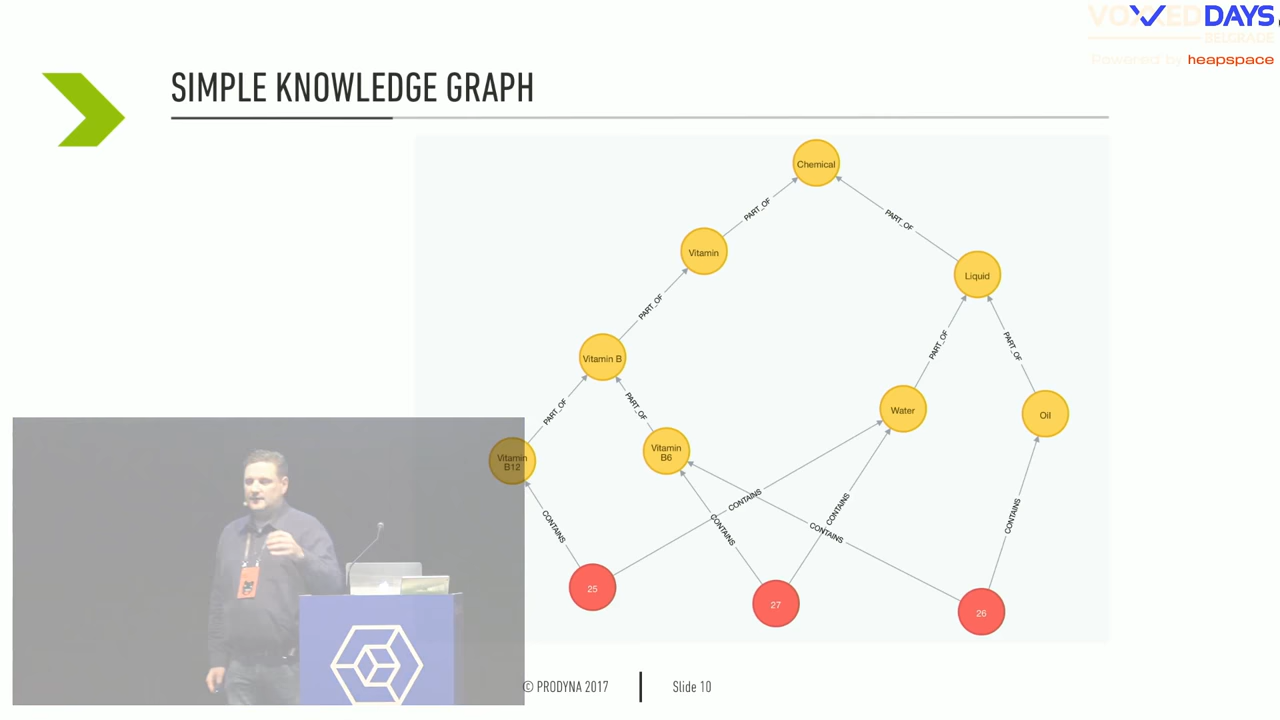 VOXXED DAYS
BELGRADE
Powered by heapspace
SIMPLE KNOWLEDGE GRAPH
Chemical
PART_OF
PART_OF
Vitamin
Liquid
PART_OF
PART_OF
PART_OF
Vitamin B
PART_OF
PART_OF
Water
Oil
Vitamin
B12
Vitamin
B6
CONTAINS
CONTAINS
CONTAINS
CONTAINS
CONTAINS
CONTAINS
25
27
26
© PRODYNA 2017
Slide 10